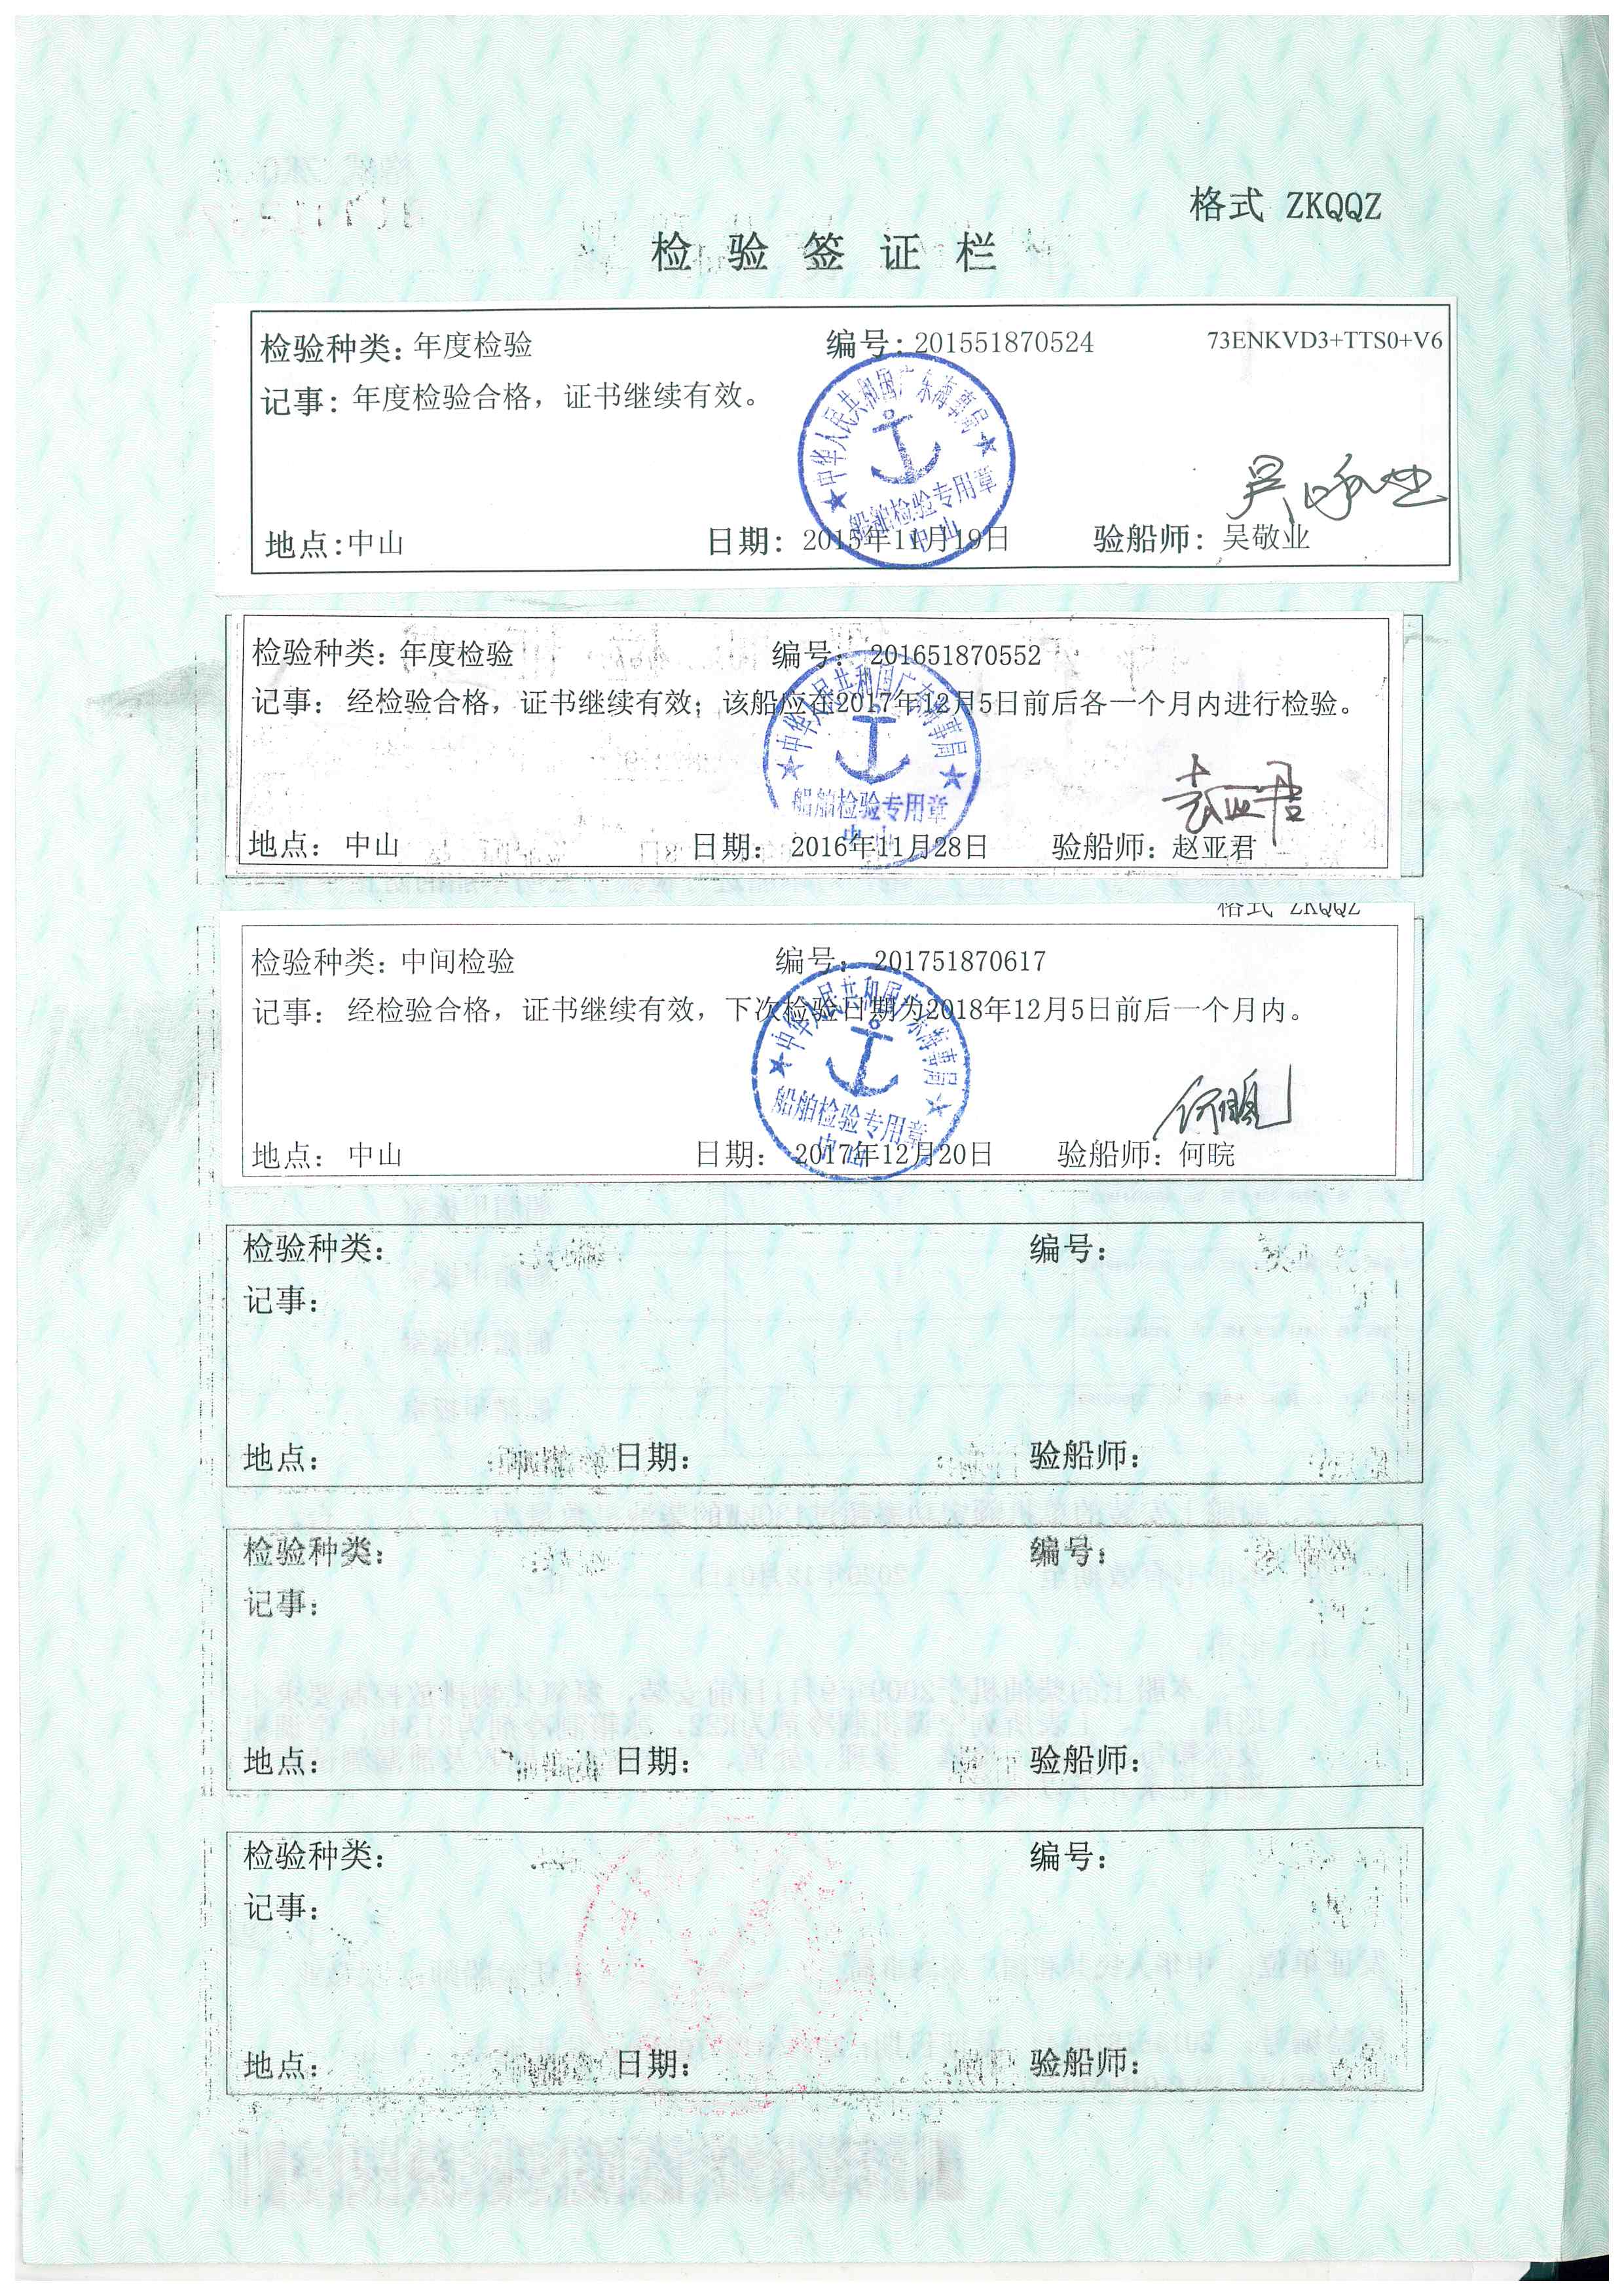 格式 ZKQQZ
检验签证栏
检验种类: 年度检验 编号: 201551870524 73ENKVD3+TTS0+V6
记事: 年度检验合格，证书继续有效。
中华人民共和国广东海事局
船舶检验专用章
中山
吴敬业
地点: 中山 日期: 2015年11月19日 验船师: 吴敬业
检验种类: 年度检验 编号: 201651870552
记事: 经检验合格，证书继续有效；该船应在2017年12月5日前后各一个月内进行检验。
中华人民共和国广东海事局
船舶检验专用章
中山
赵亚君
地点: 中山 日期: 2016年11月28日 验船师: 赵亚君
格式 ZKQQZ
检验种类: 中间检验 编号: 201751870617
记事: 经检验合格，证书继续有效，下次检验日期为2018年12月5日前后一个月内。
中华人民共和国广东海事局
船舶检验专用章
中山
何晥
地点: 中山 日期: 2017年12月20日 验船师: 何晥
检验种类: 编号:
记事:
地点: 日期: 验船师:
检验种类: 编号:
记事:
地点: 日期: 验船师:
检验种类: 编号:
记事:
地点: 日期: 验船师: